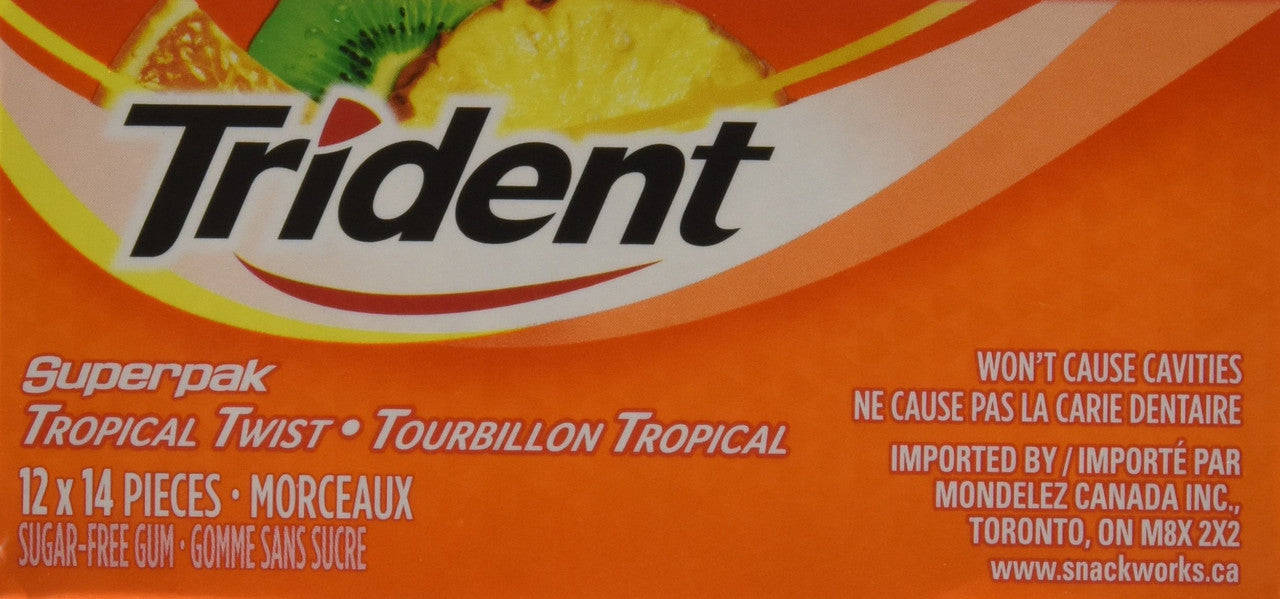 Trident
Superpak
TROPICAL TWIST • TOURBILLON TROPICAL
12 x 14 PIECES • MORCEAUX
SUGAR-FREE GUM • GOMME SANS SUCRE
WON'T CAUSE CAVITIES
NE CAUSE PAS LA CARIE DENTAIRE
IMPORTED BY / IMPORTÉ PAR
MONDELEZ CANADA INC.,
TORONTO, ON M8X 2X2
www.snackworks.ca